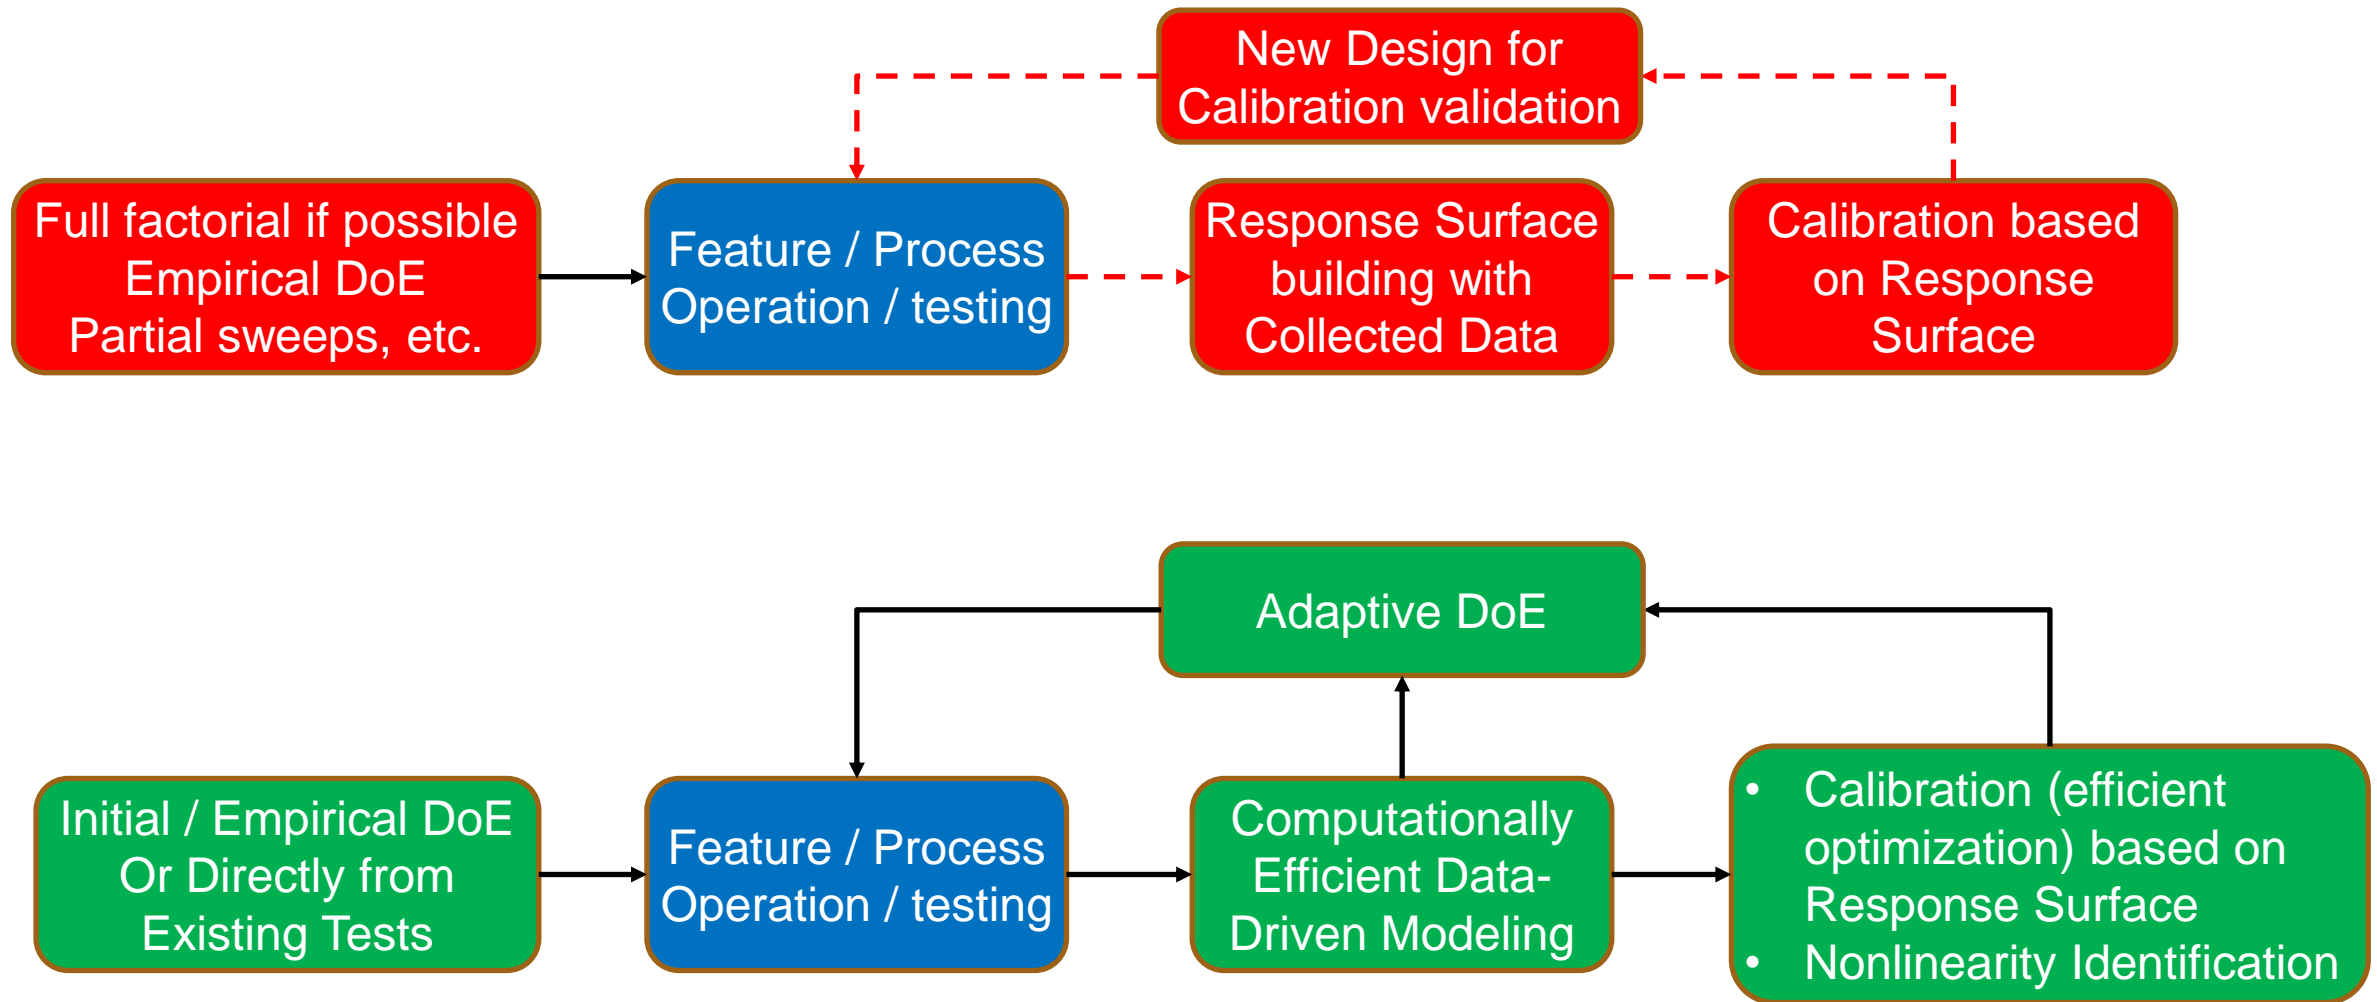 New Design for
Calibration validation
Full factorial if possible
Empirical DoE
Partial sweeps, etc.
Feature / Process
Operation / testing
Response Surface
building with
Collected Data
Calibration based
on Response
Surface
Adaptive DoE
Initial / Empirical DoE
Or Directly from
Existing Tests
Feature / Process
Operation / testing
Computationally
Efficient Data-
Driven Modeling
• Calibration (efficient
optimization) based on
Response Surface
• Nonlinearity Identification